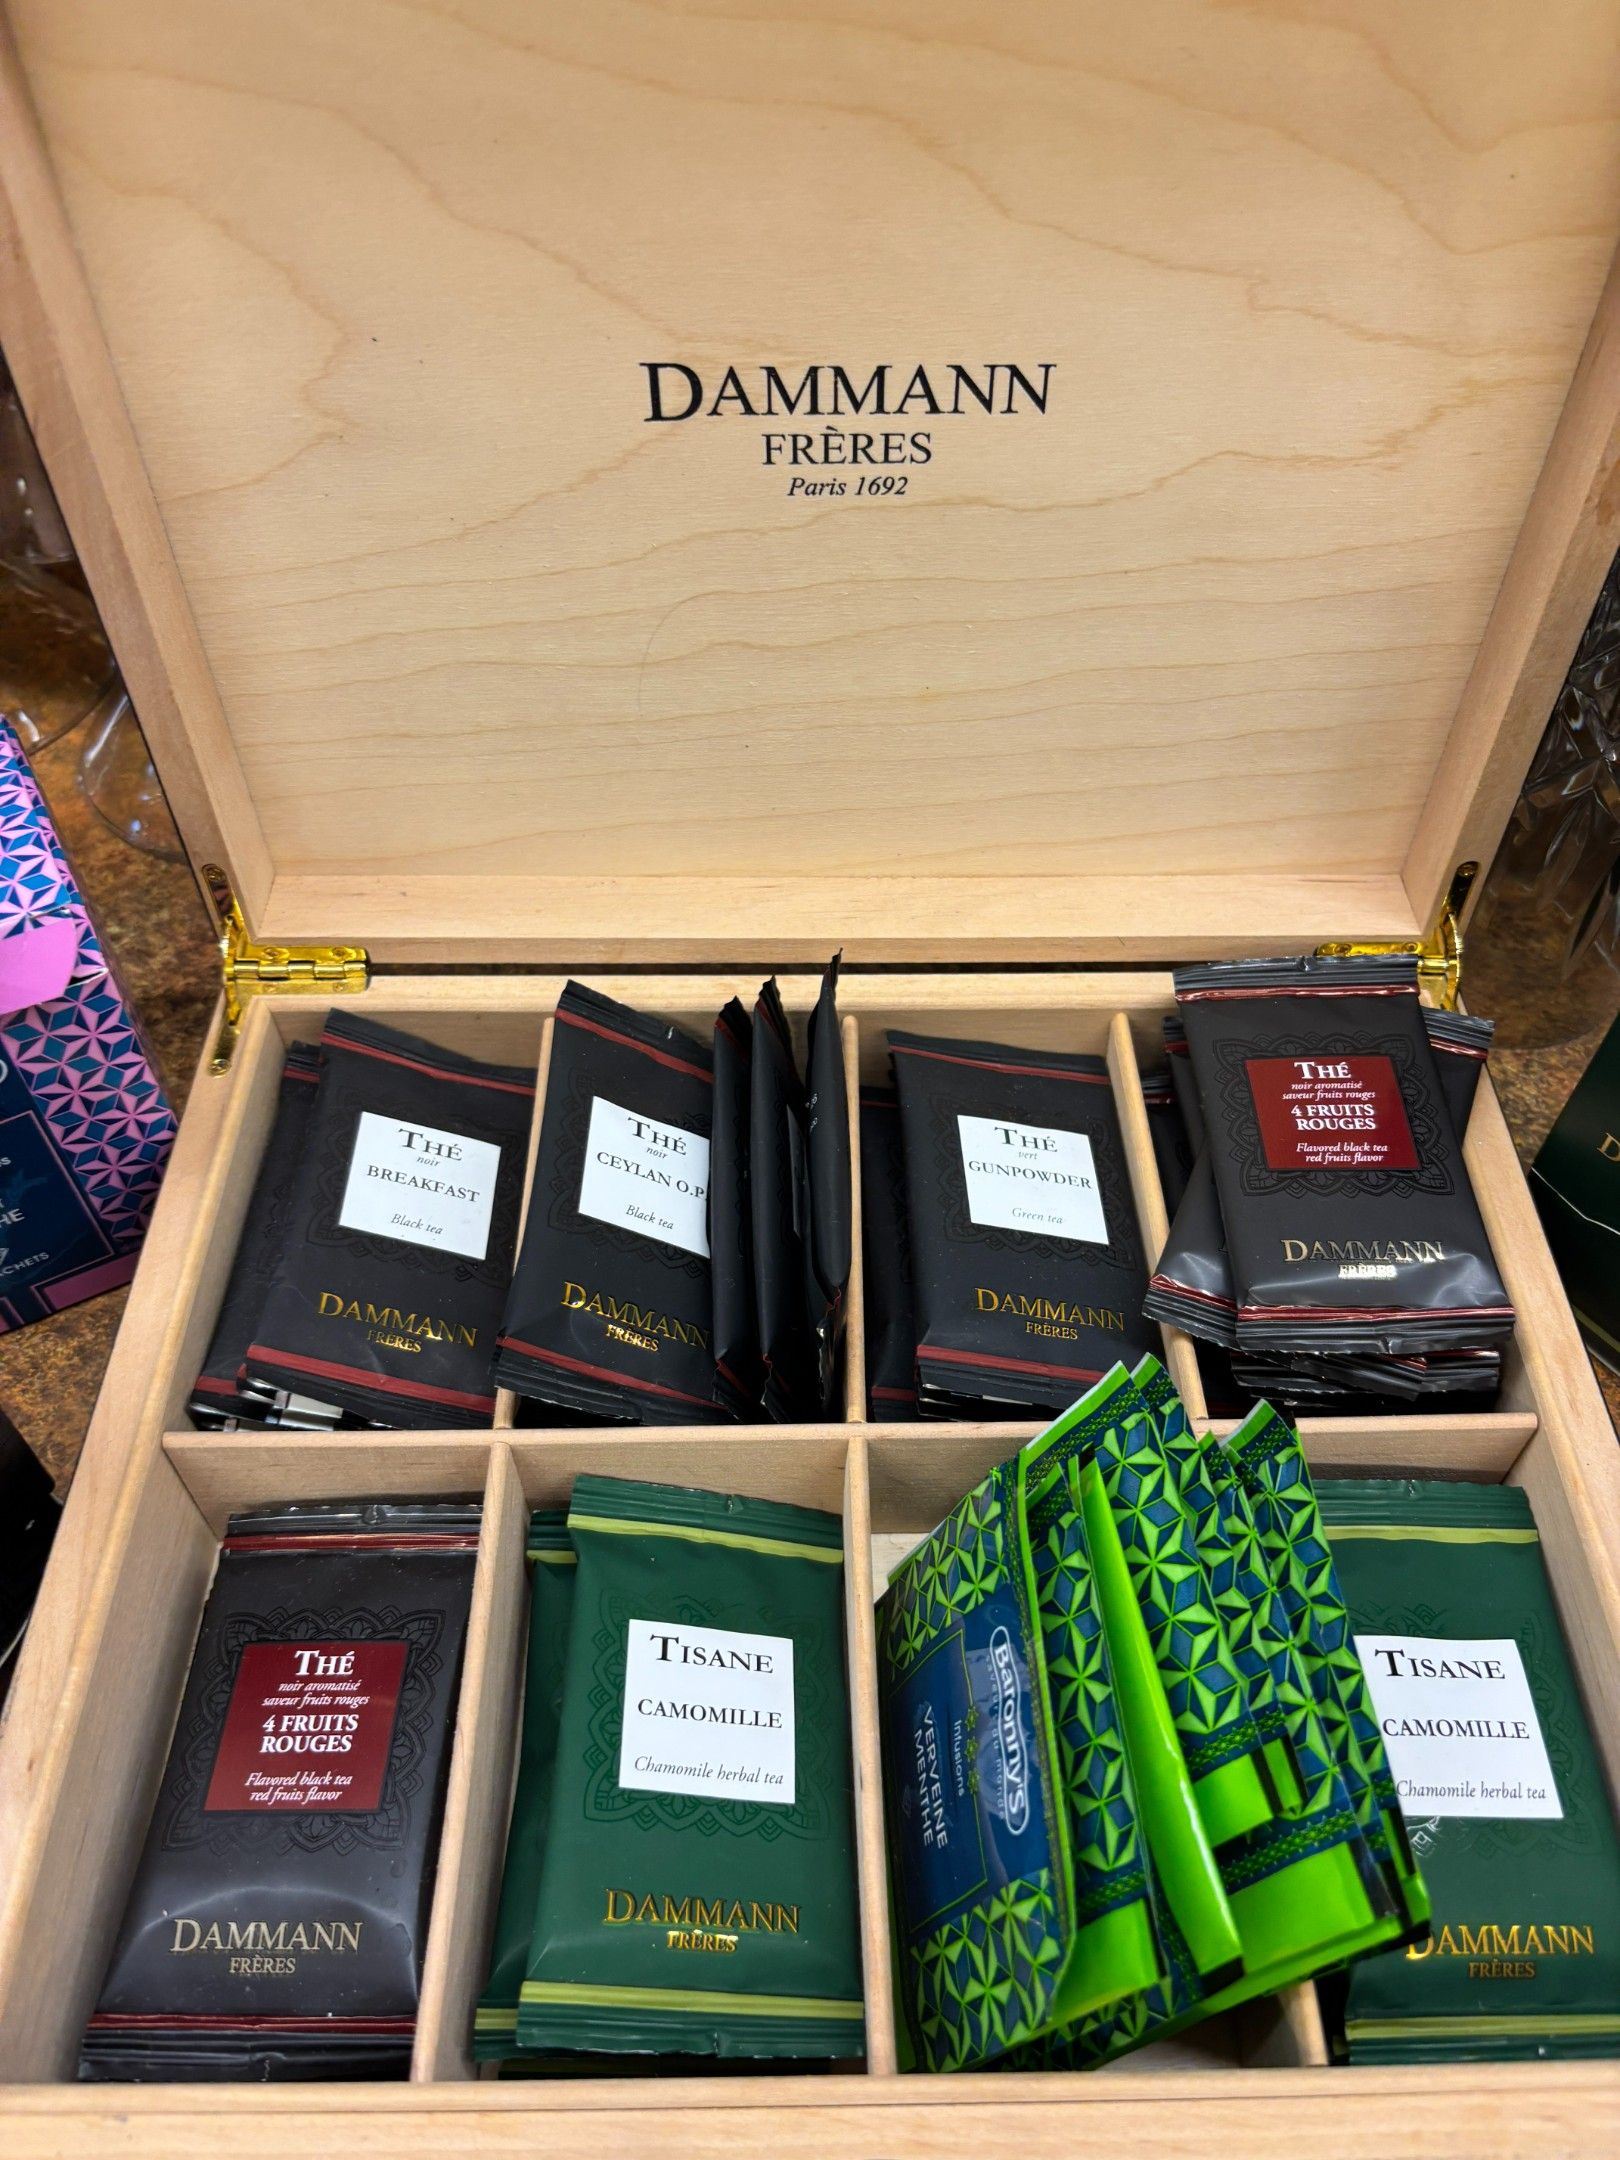 DAMMANN
FRÈRES
Paris 1692
THÉ
noir
BREAKFAST
Black tea
DAMMANN
FRÈRES
THÉ
noir
CEYLAN O.P.
Black tea
DAMMANN
FRÈRES
THÉ
vert
GUNPOWDER
Green tea
DAMMANN
FRÈRES
THÉ
noir aromatisé
saveur fruits rouges
4 FRUITS
ROUGES
Flavored black tea
red fruits flavor
DAMMANN
FRÈRES
THÉ
noir aromatisé
saveur fruits rouges
4 FRUITS
ROUGES
Flavored black tea
red fruits flavor
DAMMANN
FRÈRES
TISANE
CAMOMILLE
Chamomile herbal tea
DAMMANN
FRÈRES
Baronny's
saveurs du monde
Infusions
VERVEINE
MENTHE
TISANE
CAMOMILLE
Chamomile herbal tea
DAMMANN
FRÈRES